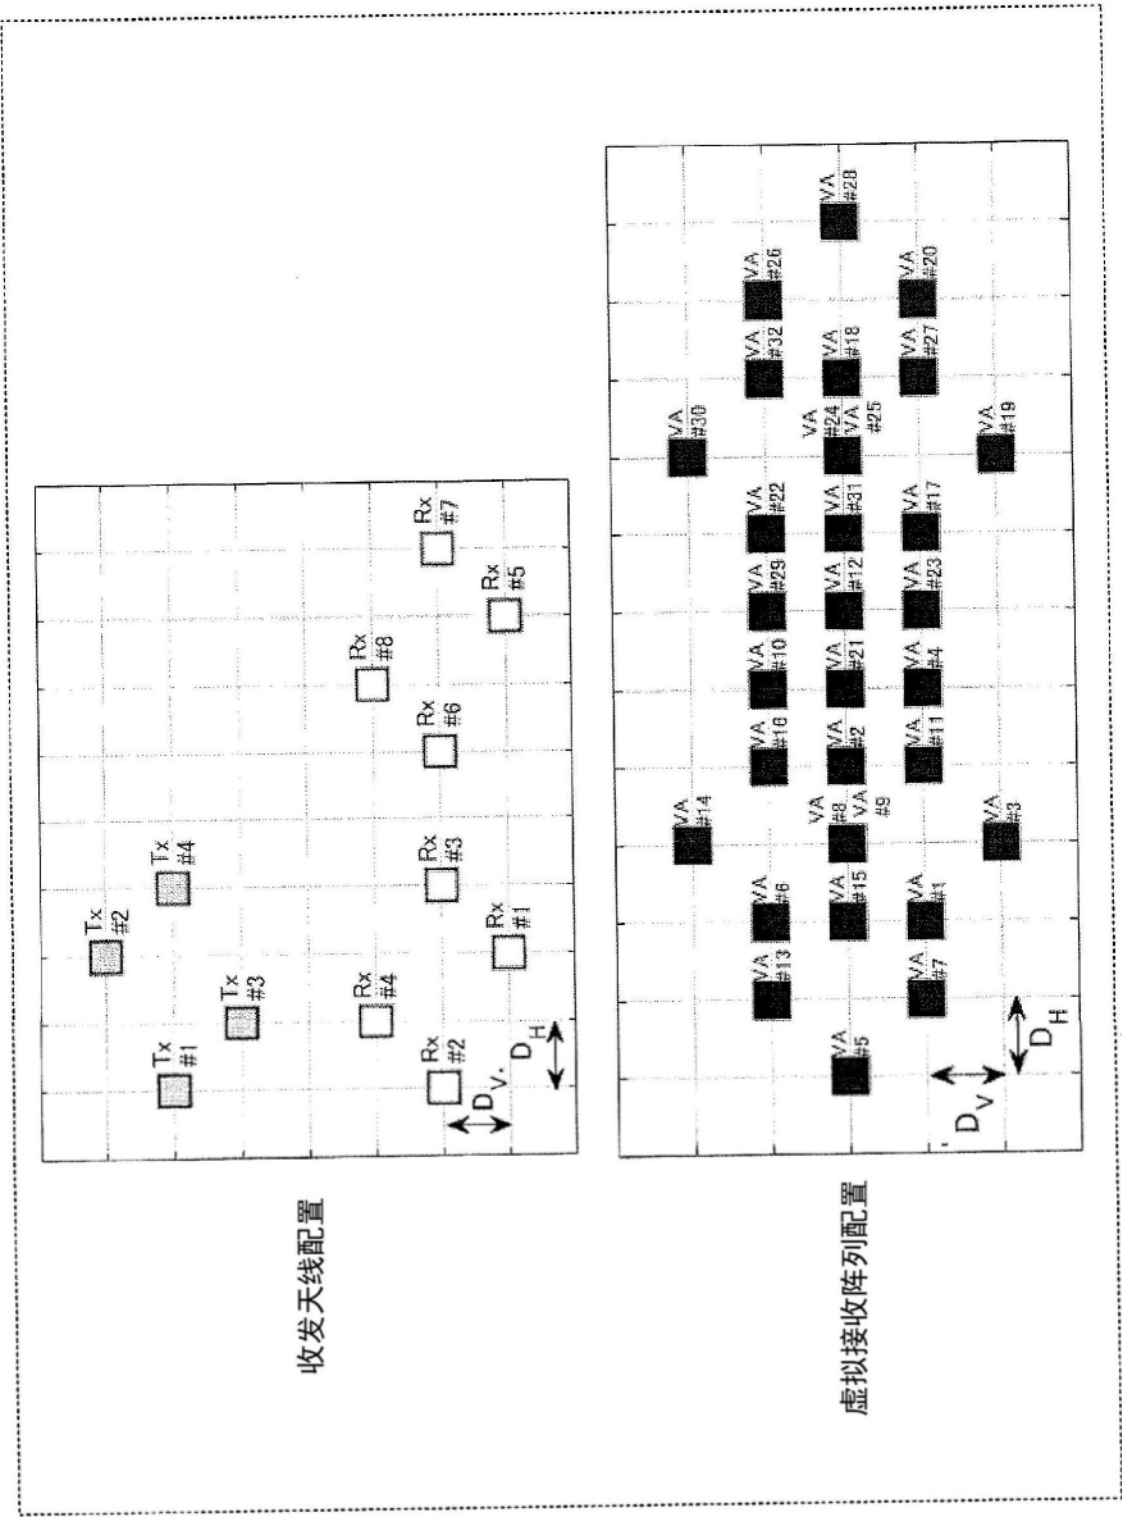 收发天线配置
Tx
#2
Tx
#1
Tx
#4
Tx
#3
Rx
#4
Rx
#8
Rx
#2
Rx
#3
Rx
#6
Rx
#7
Rx
#1
Rx
#5
DV
DH
虚拟接收阵列配置
VA
#14
VA
#30
VA
#13
VA
#6
VA
#16
VA
#10
VA
#29
VA
#22
VA
#32
VA
#26
VA
#5
VA
#15
VA
#8
VA
#9
VA
#2
VA
#21
VA
#12
VA
#31
VA
#24
VA
#25
VA
#18
VA
#28
VA
#7
VA
#1
VA
#11
VA
#4
VA
#23
VA
#17
VA
#27
VA
#20
VA
#3
VA
#19
DV
DH